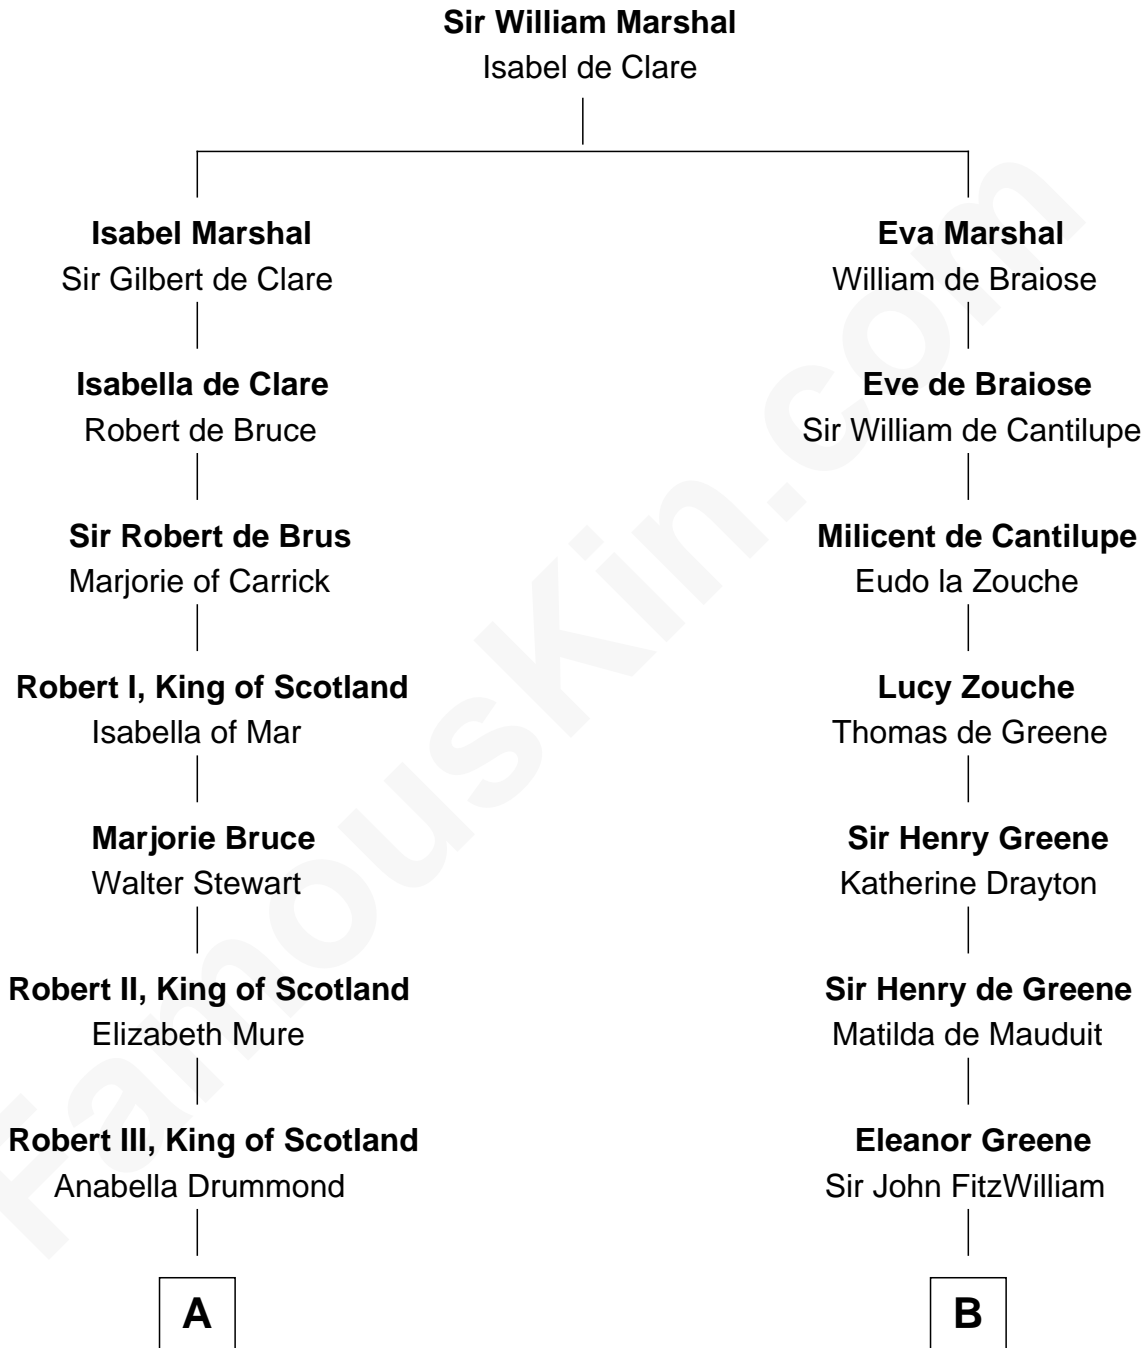 Sir William Marshal
Isabel de Clare
Isabel Marshal
Sir Gilbert de Clare
Isabella de Clare
Robert de Bruce
Sir Robert de Brus
Marjorie of Carrick
Robert I, King of Scotland
Isabella of Mar
Marjorie Bruce
Walter Stewart
Robert II, King of Scotland
Elizabeth Mure
Robert III, King of Scotland
Anabella Drummond
A
Eva Marshal
William de Braiose
Eve de Braiose
Sir William de Cantilupe
Milicent de Cantilupe
Eudo la Zouche
Lucy Zouche
Thomas de Greene
Sir Henry Greene
Katherine Drayton
Sir Henry de Greene
Matilda de Mauduit
Eleanor Greene
Sir John FitzWilliam
B
FamousKin.com